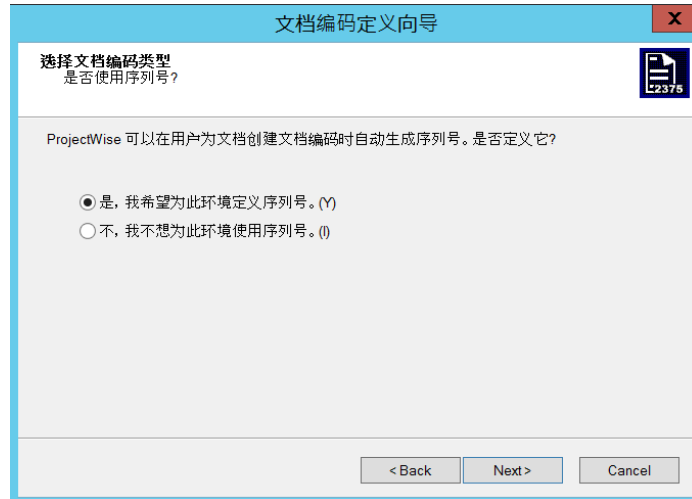 文档编码定义向导
X
选择文档编码类型
是否使用序列号?
2375
ProjectWise 可以在用户为文档创建文档编码时自动生成序列号。是否定义它?
是, 我希望为此环境定义序列号。(Y)
不, 我不想为此环境使用序列号。(I)
< Back
Next >
Cancel